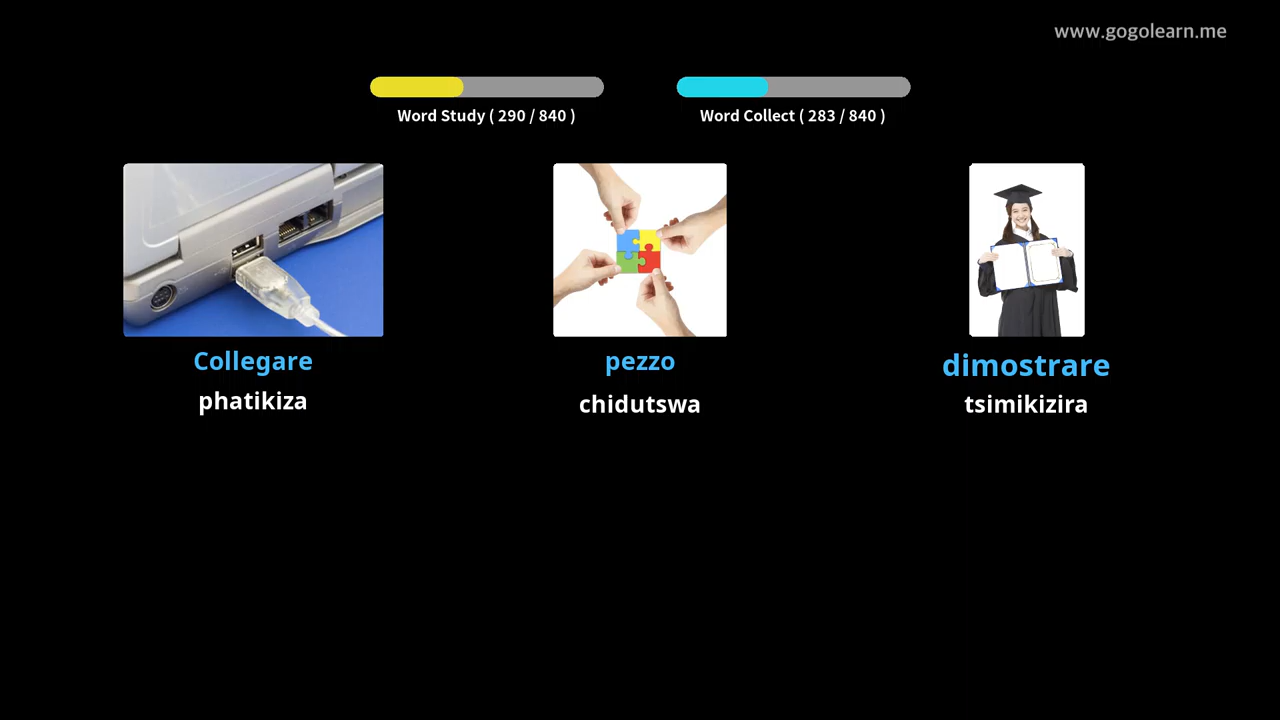 www.gogolearn.me
Word Study ( 290 / 840 )
Word Collect ( 283 / 840 )
Collegare
pezzo
dimostrare
phatikiza
chidutswa
tsimikizira